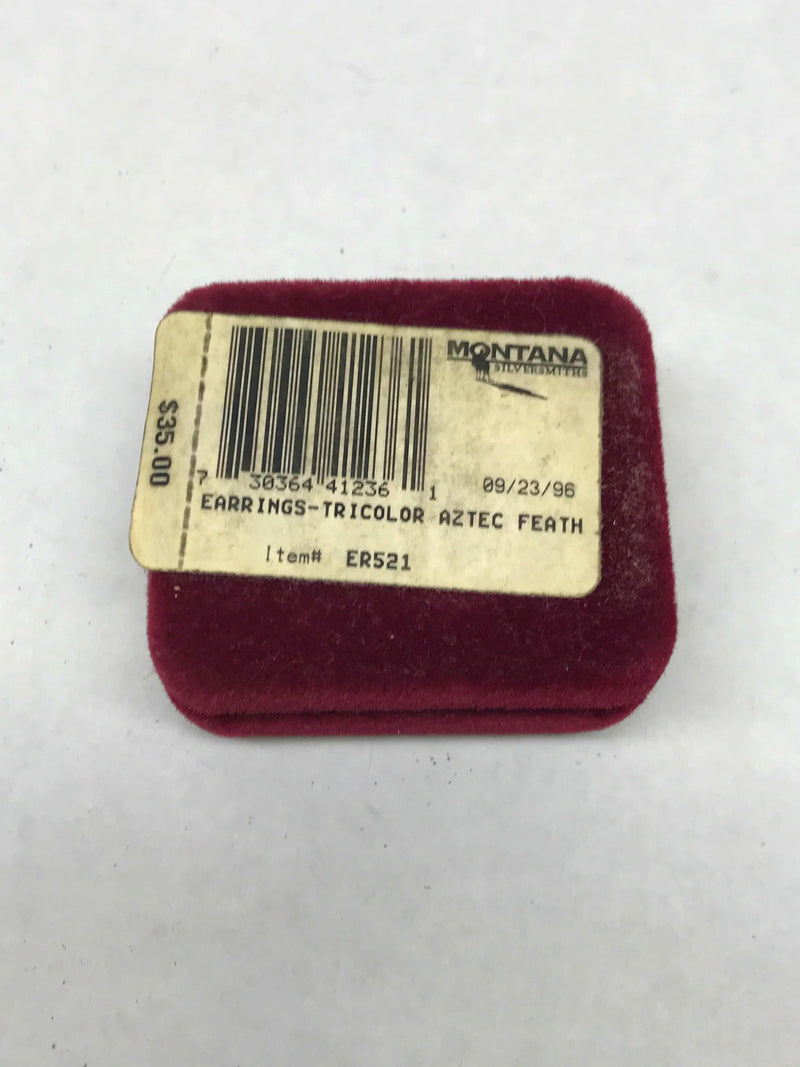 $35.00
MONTANA
SILVERSMITHS
7 30364 41236 1
09/23/96
EARRINGS-TRICOLOR AZTEC FEATH
Item# ER521